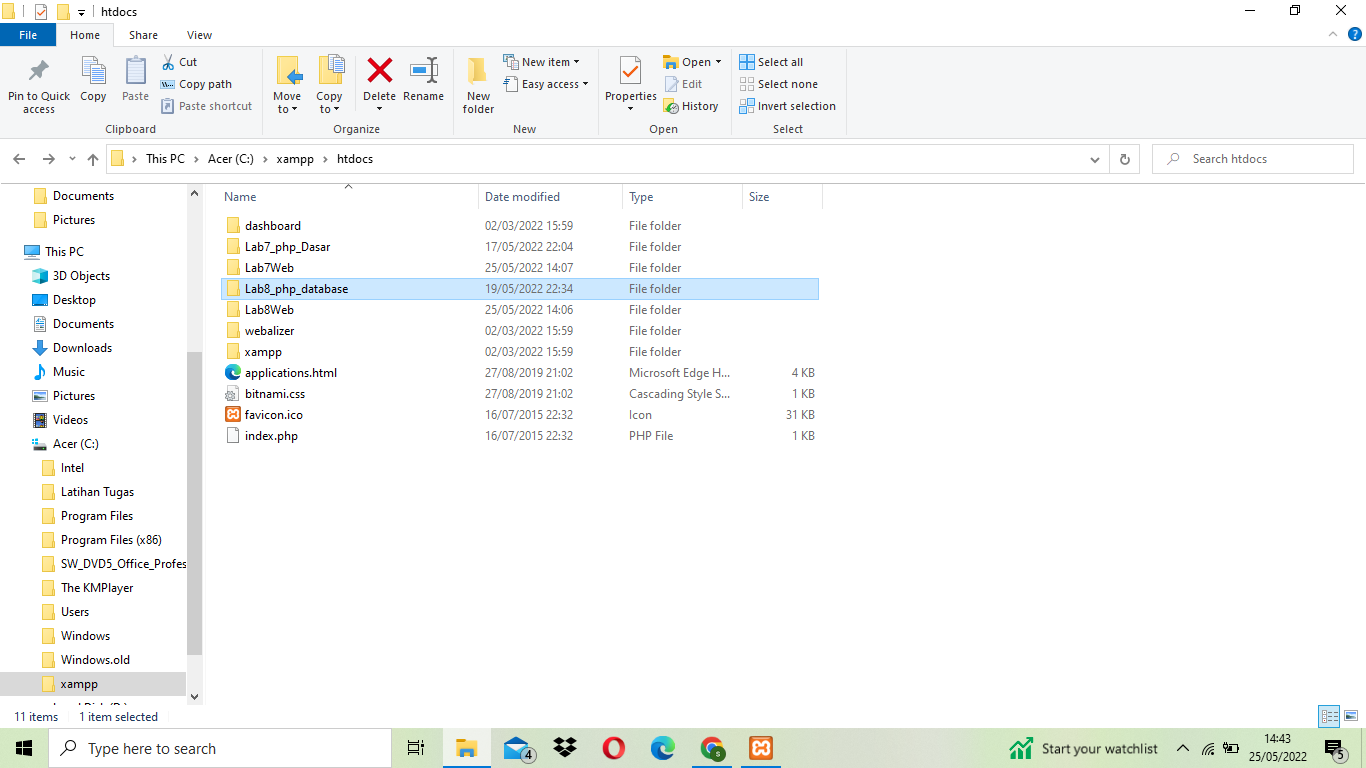 htdocs
File Home Share View
Pin to Quick access
Copy
Paste
Cut
Copy path
Paste shortcut
Clipboard
Move to
Copy to
Delete
Rename
Organize
New folder
New item
Easy access
New
Properties
Open
Edit
History
Open
Select all
Select none
Invert selection
Select
This PC > Acer (C:) > xampp > htdocs
Search htdocs
Documents
Pictures
This PC
3D Objects
Desktop
Documents
Downloads
Music
Pictures
Videos
Acer (C:)
Intel
Latihan Tugas
Program Files
Program Files (x86)
SW_DVD5_Office_Profes
The KMPlayer
Users
Windows
Windows.old
xampp
Name Date modified Type Size
dashboard 02/03/2022 15:59 File folder
Lab7_php_Dasar 17/05/2022 22:04 File folder
Lab7Web 25/05/2022 14:07 File folder
Lab8_php_database 19/05/2022 22:34 File folder
Lab8Web 25/05/2022 14:06 File folder
webalizer 02/03/2022 15:59 File folder
xampp 02/03/2022 15:59 File folder
applications.html 27/08/2019 21:02 Microsoft Edge H... 4 KB
bitnami.css 27/08/2019 21:02 Cascading Style S... 1 KB
favicon.ico 16/07/2015 22:32 Icon 31 KB
index.php 16/07/2015 22:32 PHP File 1 KB
11 items 1 item selected
Type here to search
4
s
Start your watchlist
14:43
25/05/2022
5